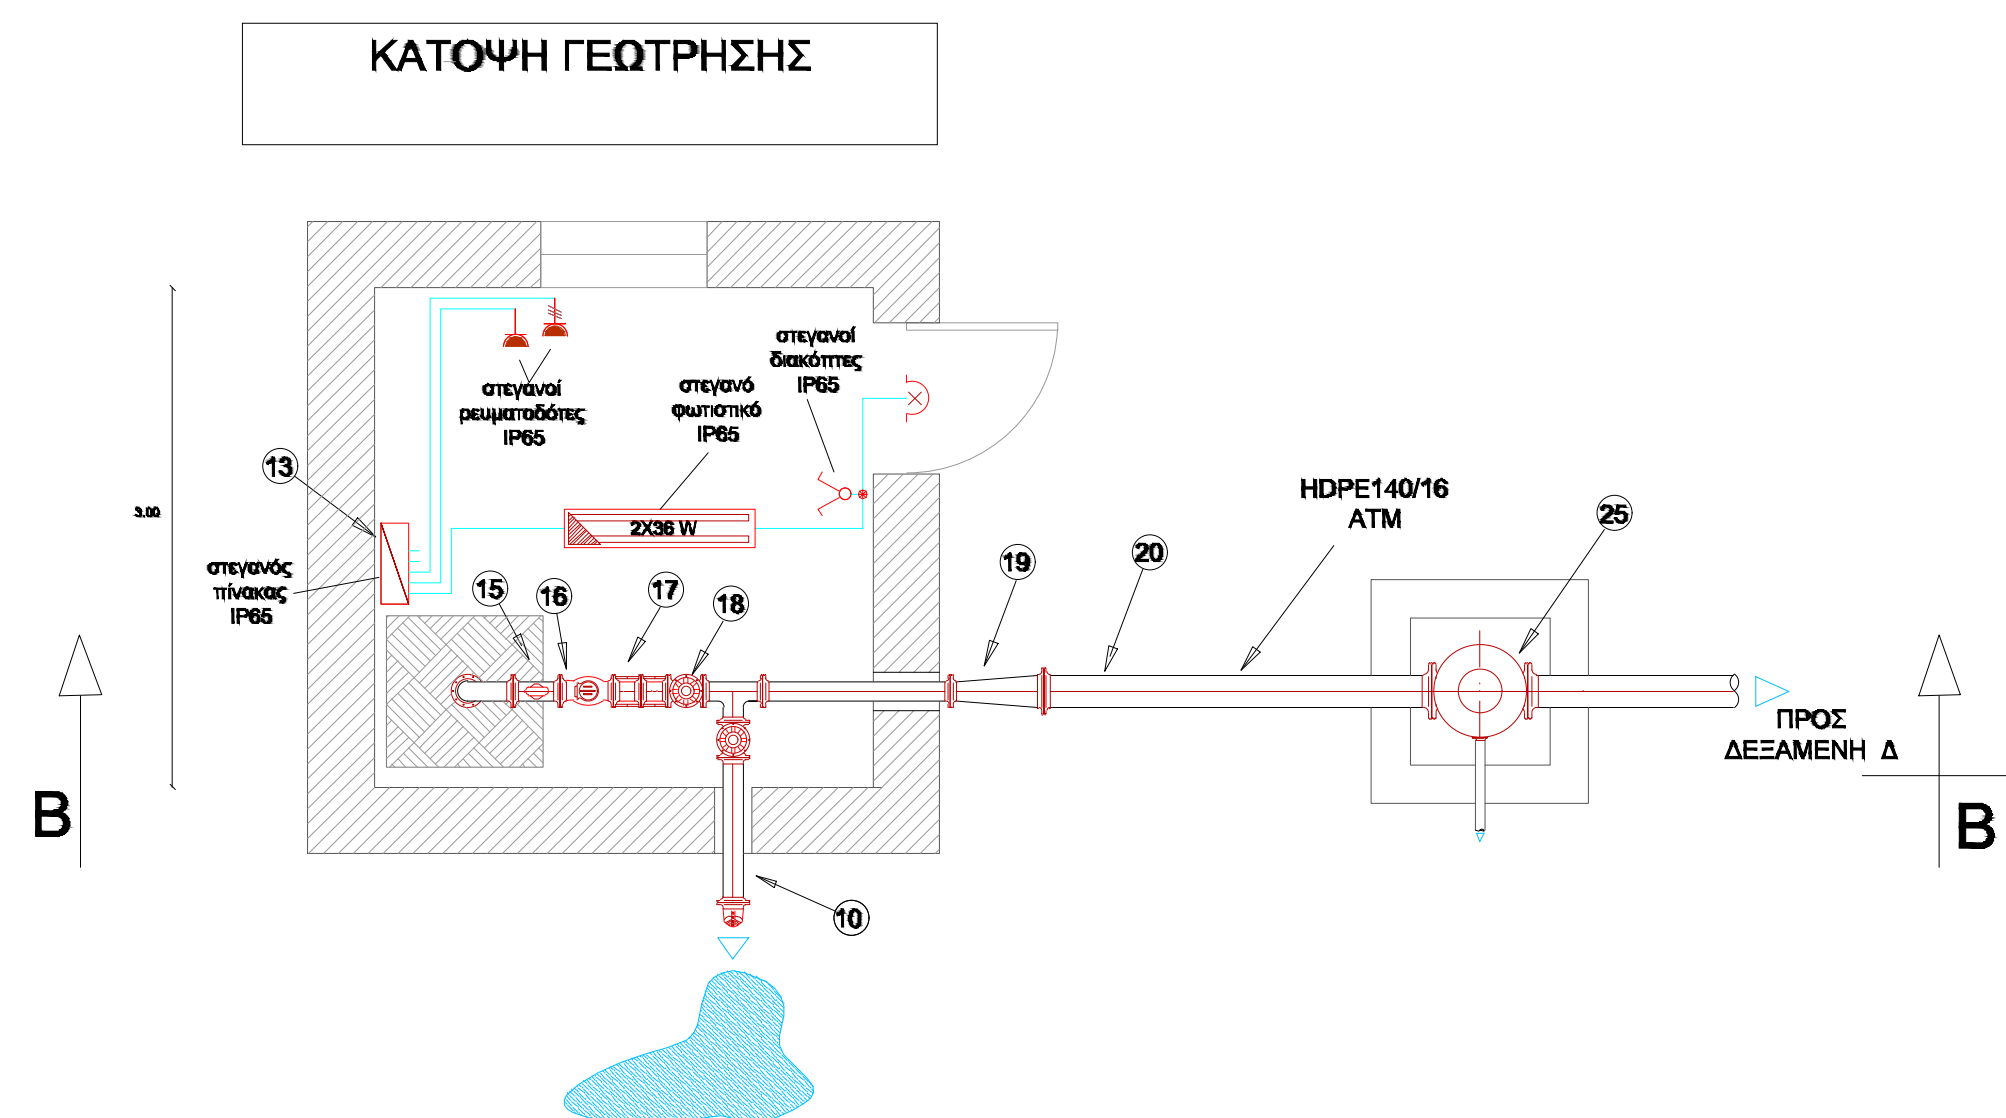 ΚΑΤΟΨΗ ΓΕΩΤΡΗΣΗΣ
στεγανοί
διακόπτες
IP65
στεγανοί
ρευματοδότες
IP65
στεγανό
φωτιστικό
IP65
13
3.00
2X36 W
HDPE140/16
ATM
25
στεγανός
πίνακας
IP65
15
16
17
18
19
20
ΠΡΟΣ
ΔΕΞΑΜΕΝΗ Δ
B
B
10